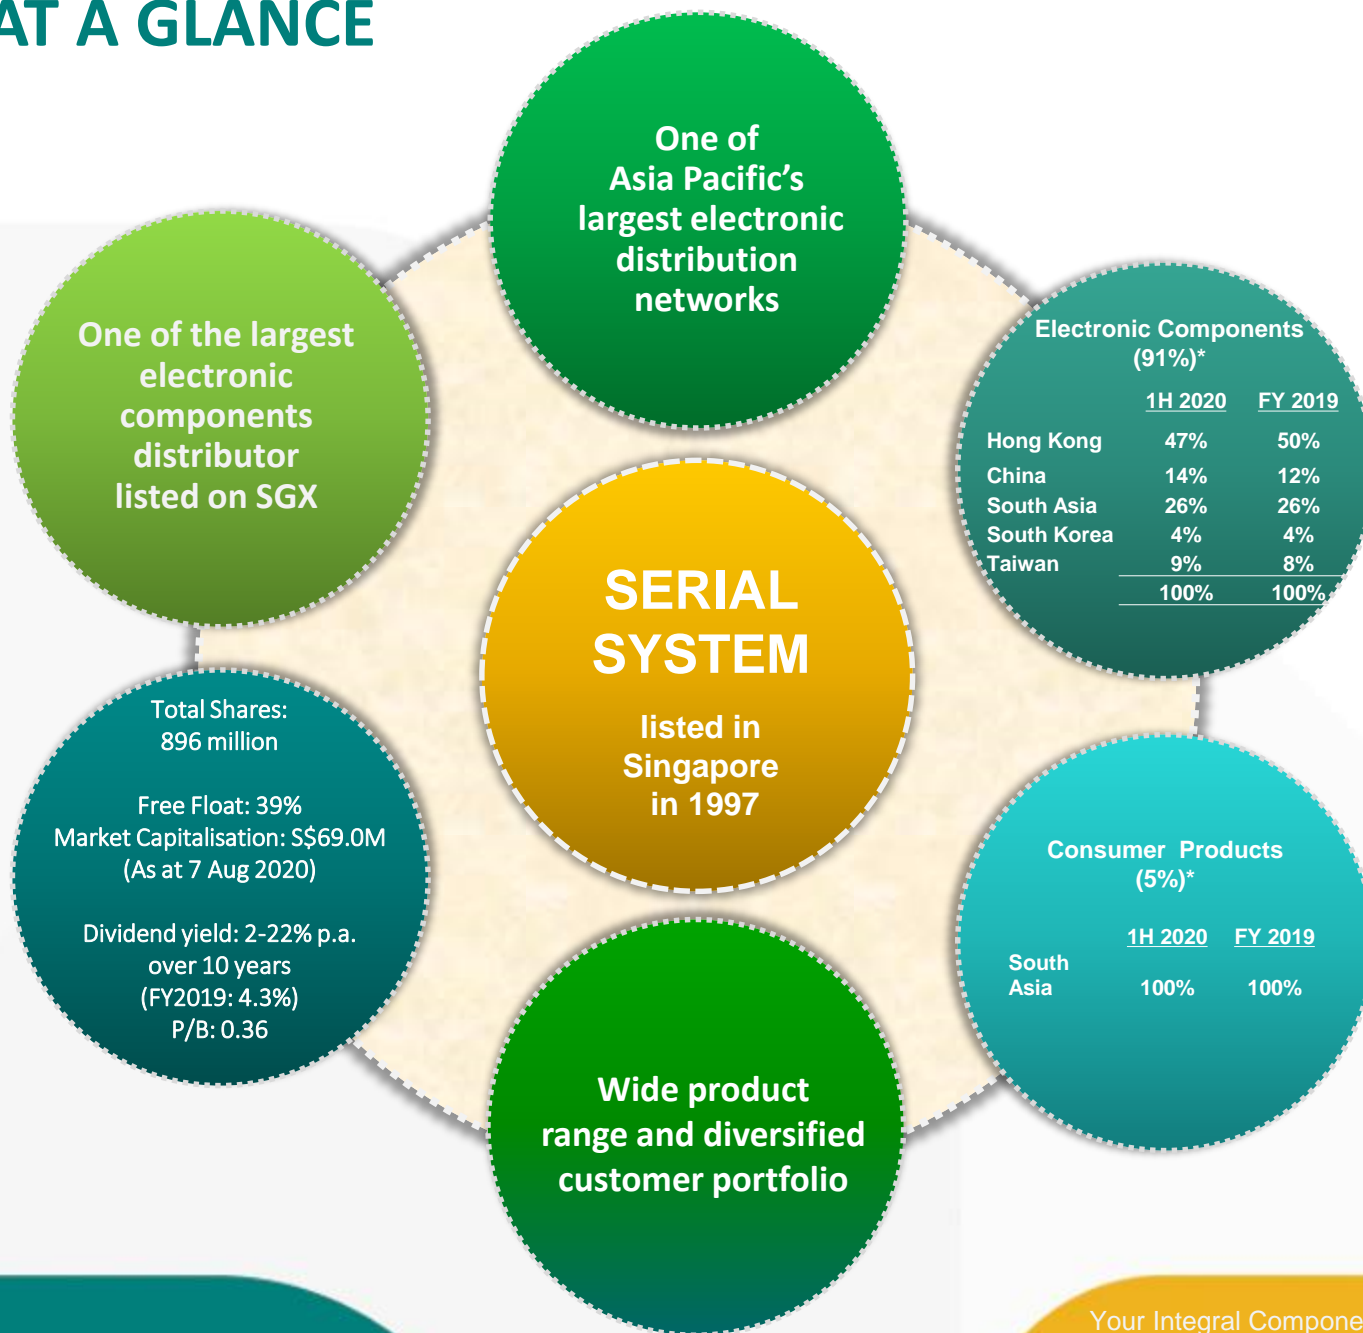 AT A GLANCE
One of
Asia Pacific’s
largest electronic
distribution
networks
One of the largest
electronic
components
distributor
listed on SGX
Electronic Components
(91%)*
1H 2020 FY 2019
Hong Kong 47% 50%
China 14% 12%
South Asia 26% 26%
South Korea 4% 4%
Taiwan 9% 8%
100% 100%
SERIAL
SYSTEM
listed in
Singapore
in 1997
Total Shares:
896 million
Free Float: 39%
Market Capitalisation: S$69.0M
(As at 7 Aug 2020)
Dividend yield: 2-22% p.a.
over 10 years
(FY2019: 4.3%)
P/B: 0.36
Consumer Products
(5%)*
1H 2020 FY 2019
South
Asia 100% 100%
Wide product
range and diversified
customer portfolio
Your Integral Compone